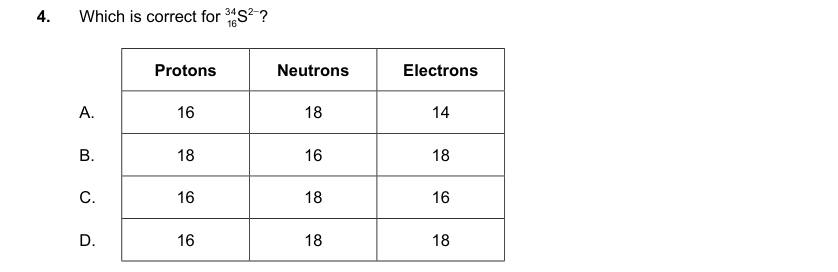 4. Which is correct for ³⁴₁₆S²⁻?
Protons Neutrons Electrons
A. 16 18 14
B. 18 16 18
C. 16 18 16
D. 16 18 18